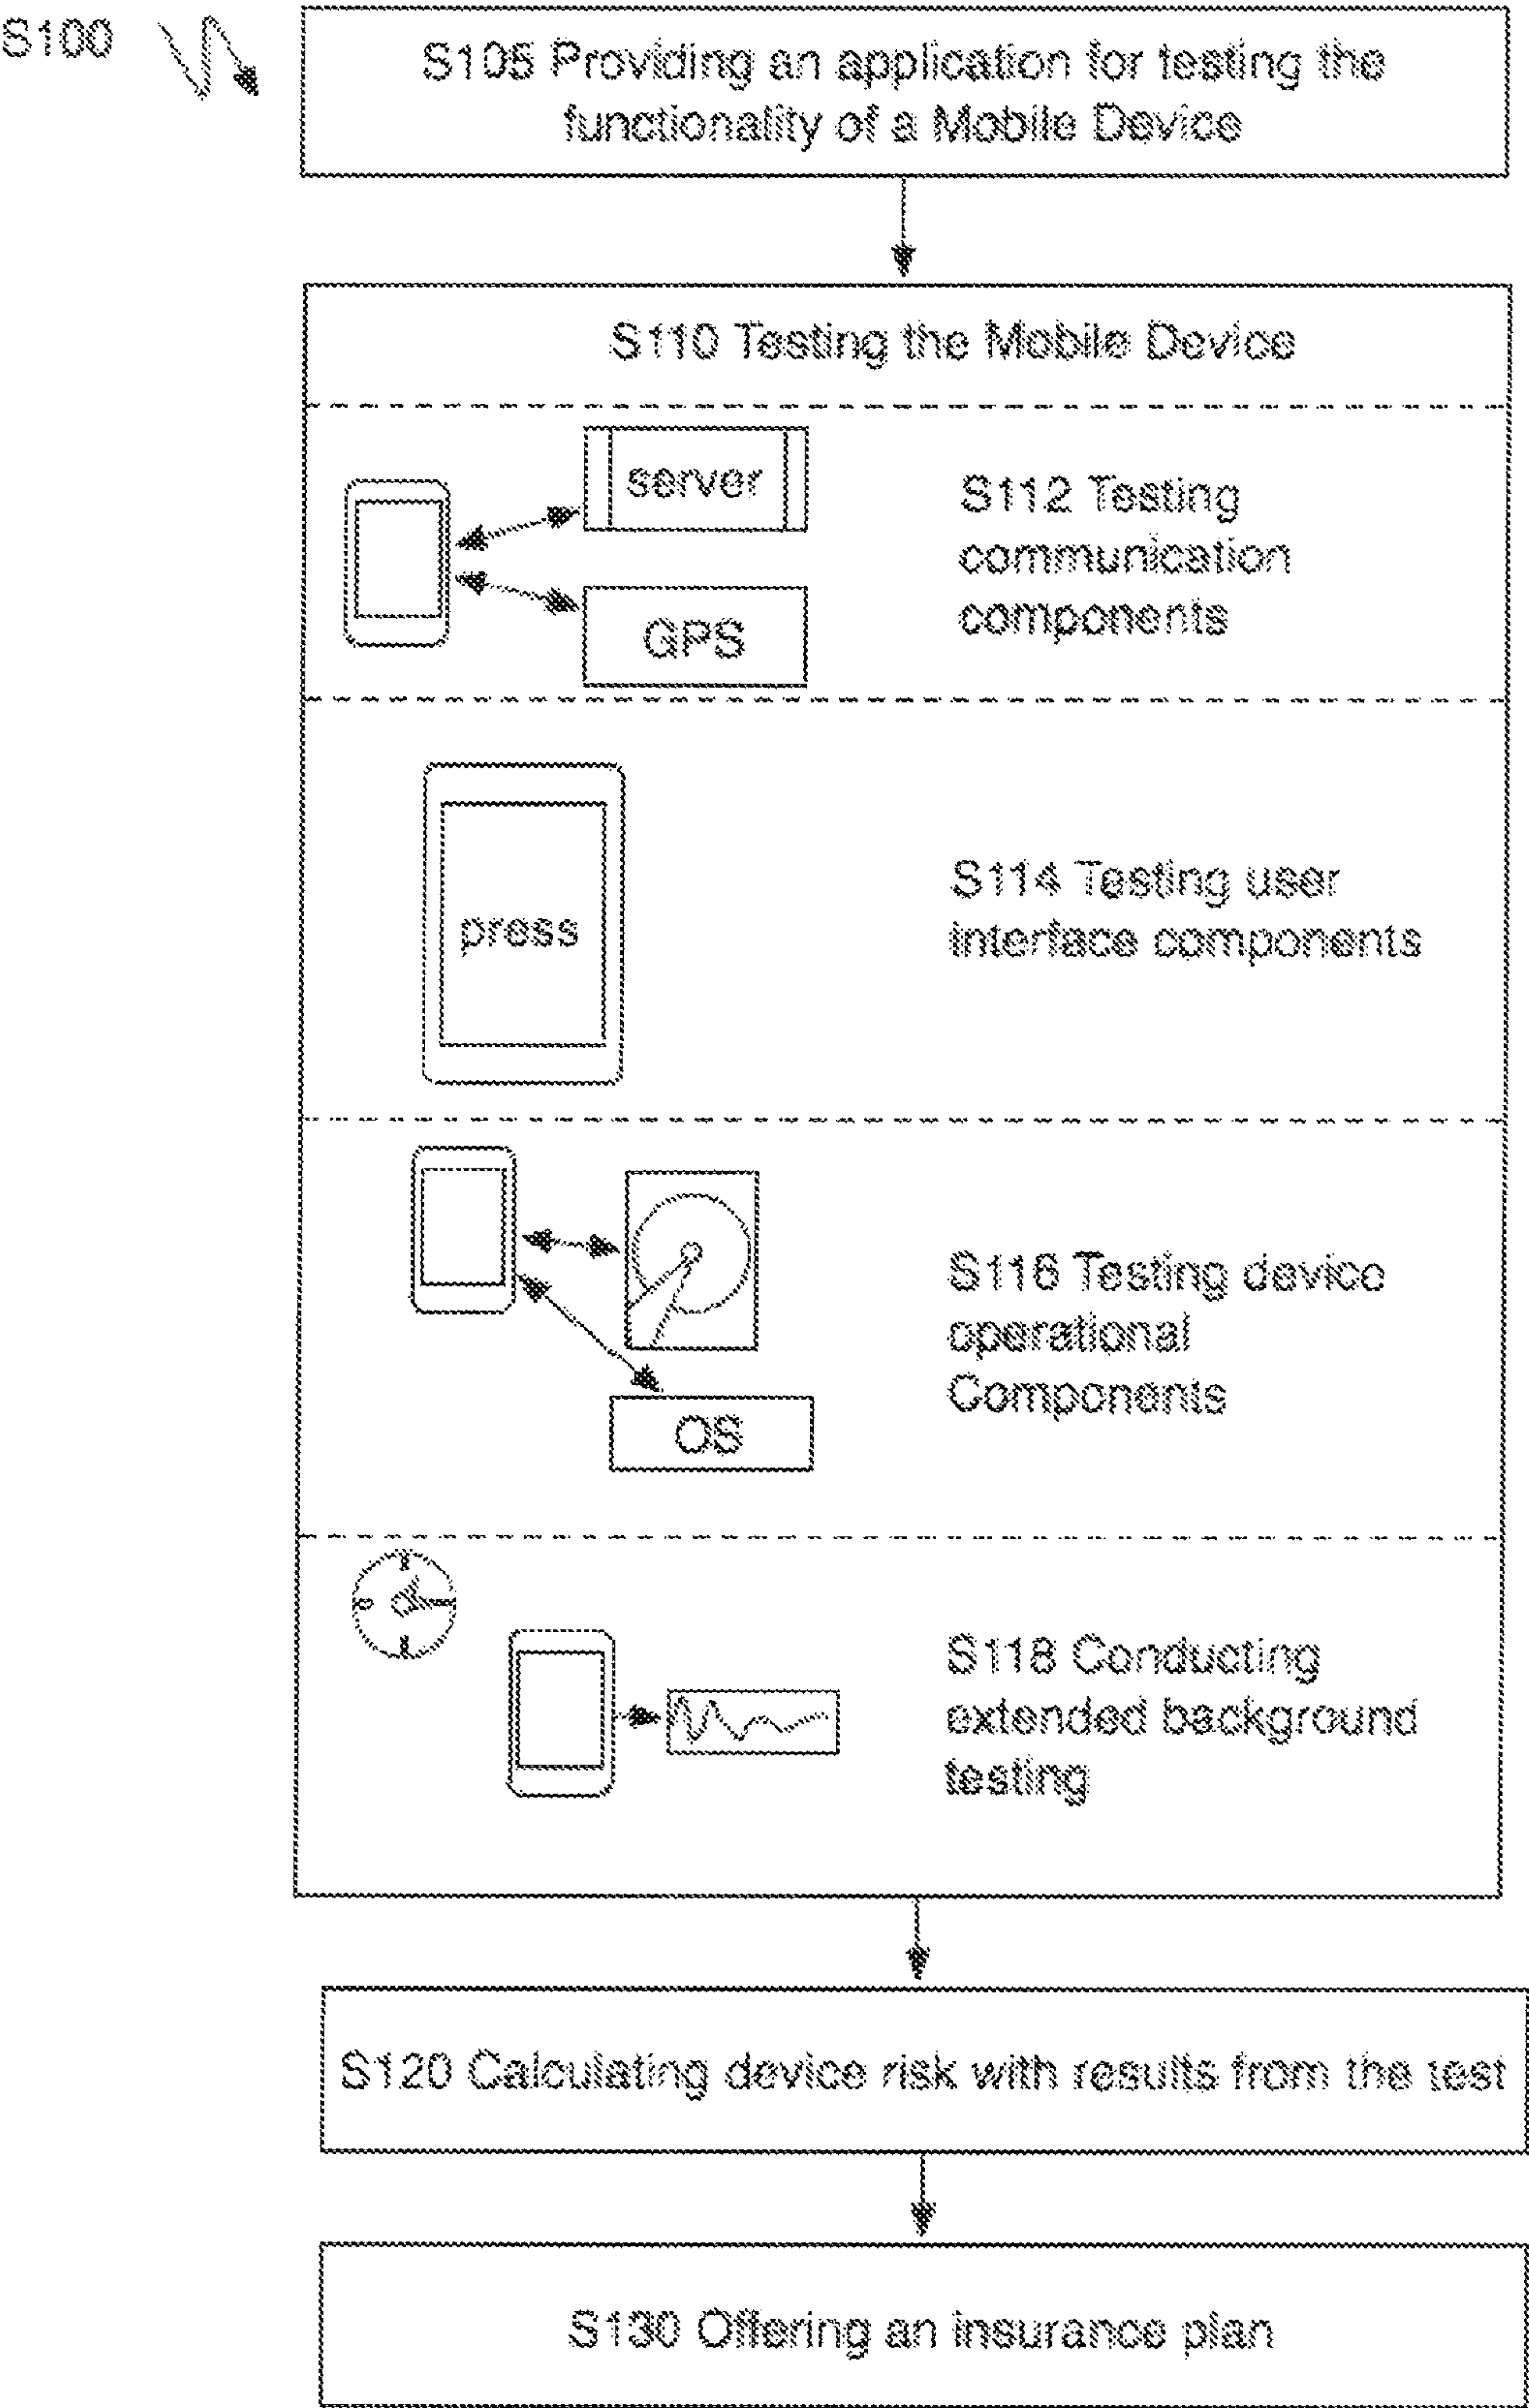 S100
S105 Providing an application for testing the
functionality of a Mobile Device
S110 Testing the Mobile Device
server
GPS
S112 Testing
communication
components
press
S114 Testing user
interface components
OS
S116 Testing device
operational
Components
S118 Conducting
extended background
testing
S120 Calculating device risk with results from the test
S130 Offering an insurance plan